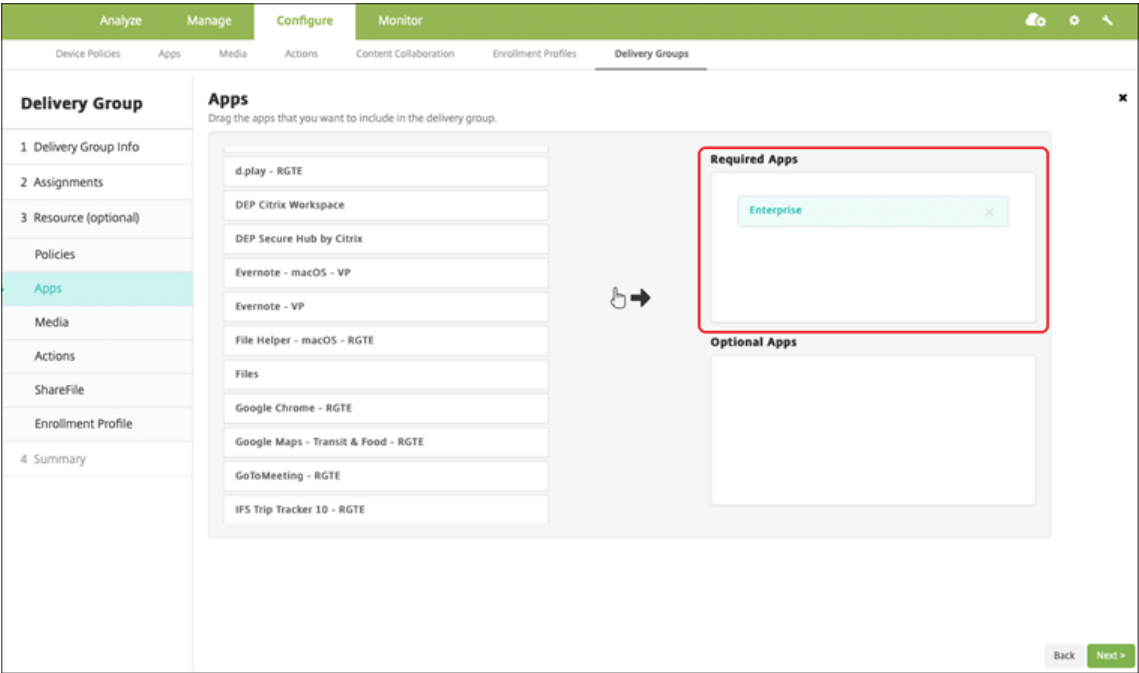 Analyze Manage Configure Monitor
Device Policies Apps Media Actions Content Collaboration Enrollment Profiles Delivery Groups
Delivery Group
1 Delivery Group Info
2 Assignments
3 Resource (optional)
Policies
Apps
Media
Actions
ShareFile
Enrollment Profile
4 Summary
Apps
Drag the apps that you want to include in the delivery group.
d.play - RGTE
DEP Citrix Workspace
DEP Secure Hub by Citrix
Evernote - macOS - VP
Evernote - VP
File Helper - macOS - RGTE
Files
Google Chrome - RGTE
Google Maps - Transit & Food - RGTE
GoToMeeting - RGTE
IFS Trip Tracker 10 - RGTE
Required Apps
Enterprise
Optional Apps
Back Next >